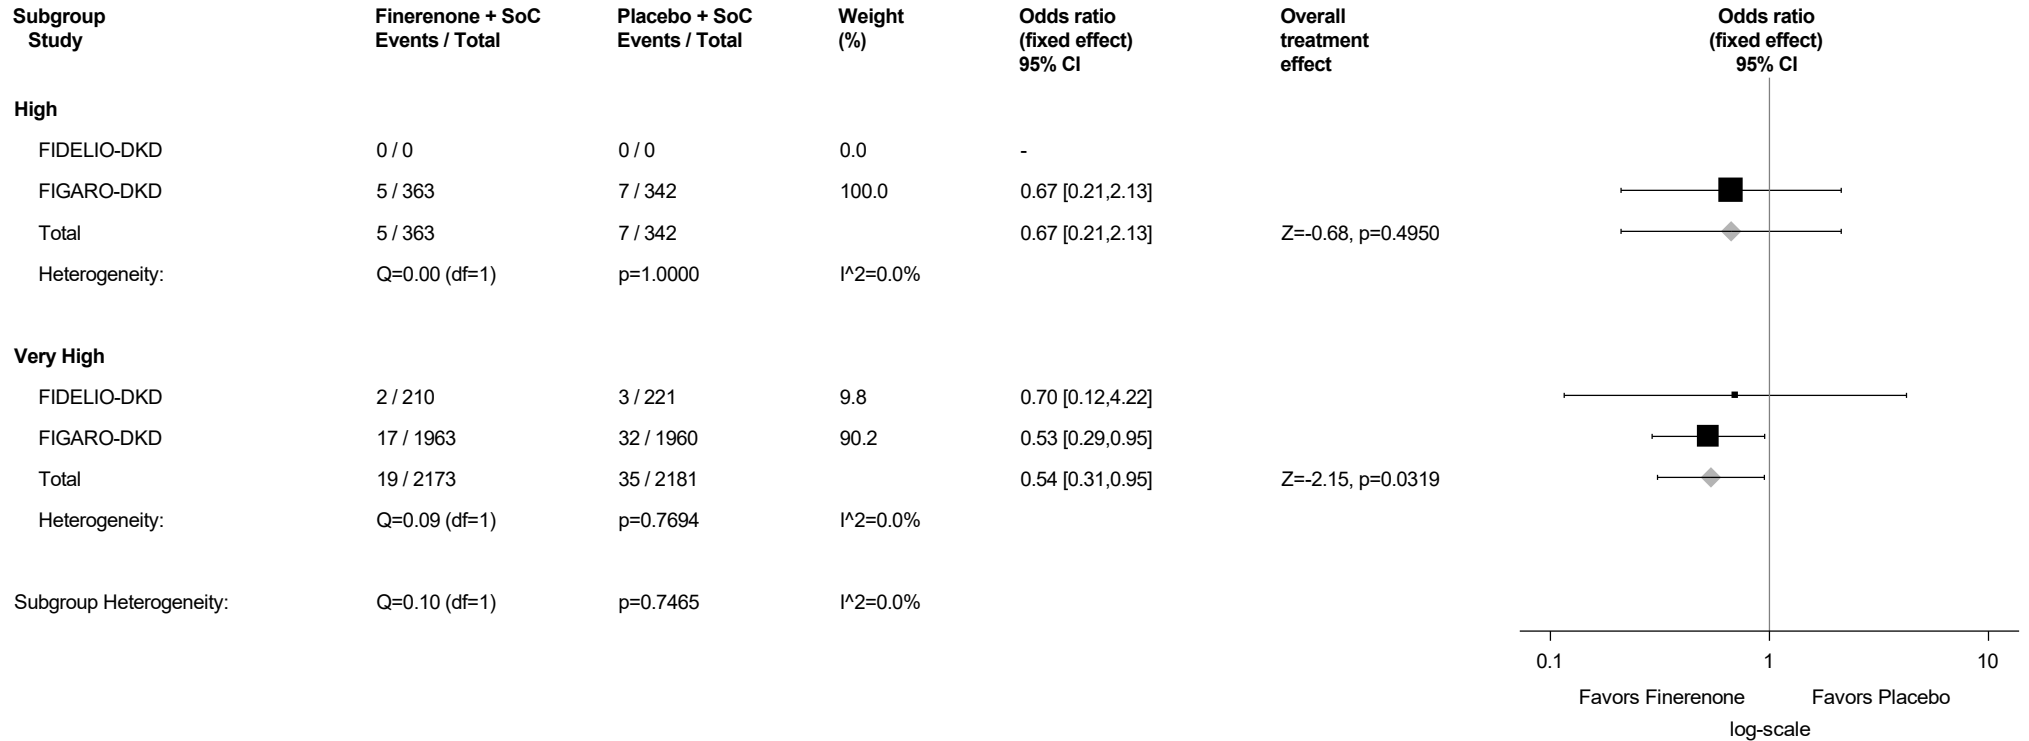 Subgroup Finerenone + SoC Placebo + SoC Weight Odds ratio Overall Odds ratio
Study Events / Total Events / Total (%) (fixed effect) treatment (fixed effect)
95% CI effect 95% CI
High
FIDELIO-DKD 0 / 0 0 / 0 0.0 -
FIGARO-DKD 5 / 363 7 / 342 100.0 0.67 [0.21,2.13]
Total 5 / 363 7 / 342 0.67 [0.21,2.13] Z=-0.68, p=0.4950
Heterogeneity: Q=0.00 (df=1) p=1.0000 I^2=0.0%
Very High
FIDELIO-DKD 2 / 210 3 / 221 9.8 0.70 [0.12,4.22]
FIGARO-DKD 17 / 1963 32 / 1960 90.2 0.53 [0.29,0.95]
Total 19 / 2173 35 / 2181 0.54 [0.31,0.95] Z=-2.15, p=0.0319
Heterogeneity: Q=0.09 (df=1) p=0.7694 I^2=0.0%
Subgroup Heterogeneity: Q=0.10 (df=1) p=0.7465 I^2=0.0%
0.1 1 10
Favors Finerenone Favors Placebo
log-scale